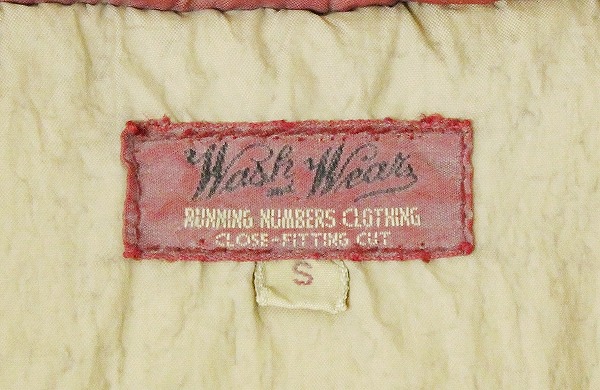 Wash and Wear
RUNNING NUMBERS CLOTHING
CLOSE-FITTING CUT
S